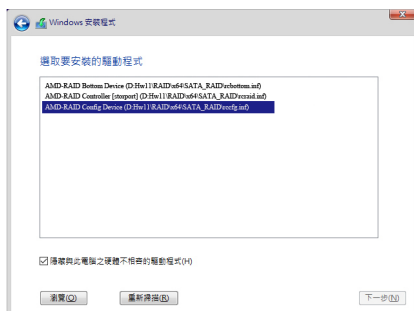 Windows 安裝程式
選取要安裝的驅動程式
AMD-RAID Bottom Device (D:Hw11\RAID\x64\SATA_RAID\rcbottom.inf)
AMD-RAID Controller [storport] (D:Hw11\RAID\x64\SATA_RAID\rcraid.inf)
AMD-RAID Config Device (D:Hw11\RAID\x64\SATA_RAID\rccfg.inf)
隱藏與此電腦之硬體不相容的驅動程式(H)
瀏覽(O) 重新掃描(R) 下一步(N)